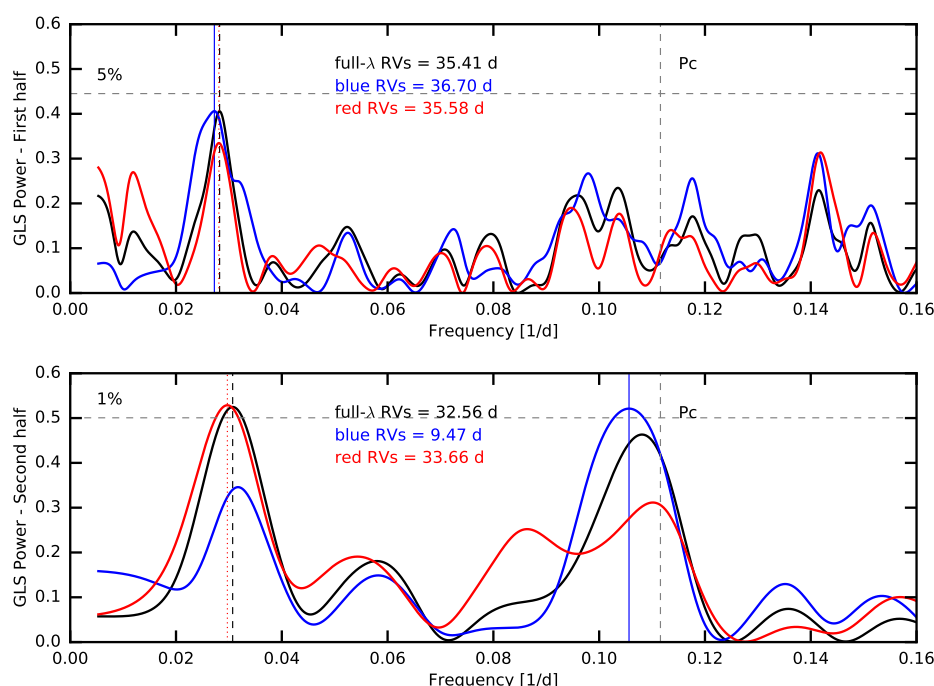 0.6
0.5
0.4
0.3
0.2
0.1
0.0
GLS Power - First half
5%
full-λ RVs = 35.41 d
blue RVs = 36.70 d
red RVs = 35.58 d
Pc
0.00 0.02 0.04 0.06 0.08 0.10 0.12 0.14 0.16
Frequency [1/d]
0.6
0.5
0.4
0.3
0.2
0.1
0.0
GLS Power - Second half
1%
full-λ RVs = 32.56 d
blue RVs = 9.47 d
red RVs = 33.66 d
Pc
0.00 0.02 0.04 0.06 0.08 0.10 0.12 0.14 0.16
Frequency [1/d]